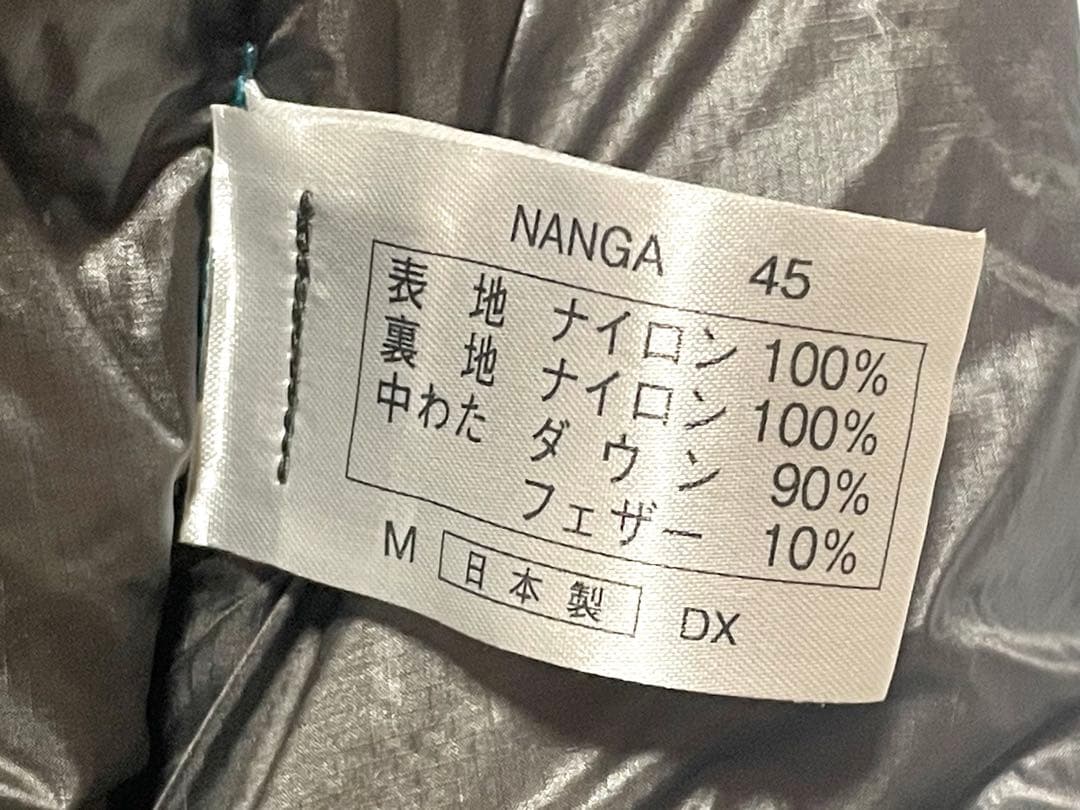 NANGA 45
表 地 ナイロン 100%
裏 地 ナイロン 100%
中わた ダウン 90%
フェザー 10%
M 日本製 DX